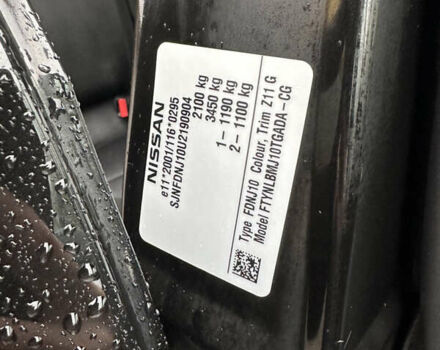 NISSAN
e11*2001/116*0295
SJNFDNJ10U2190904
2100 kg
3450 kg
1- 1190 kg
2- 1100 kg
Type FDNJ10 Colour, Trim Z11 G
Model FTYNLBMJ10TGADA-CG